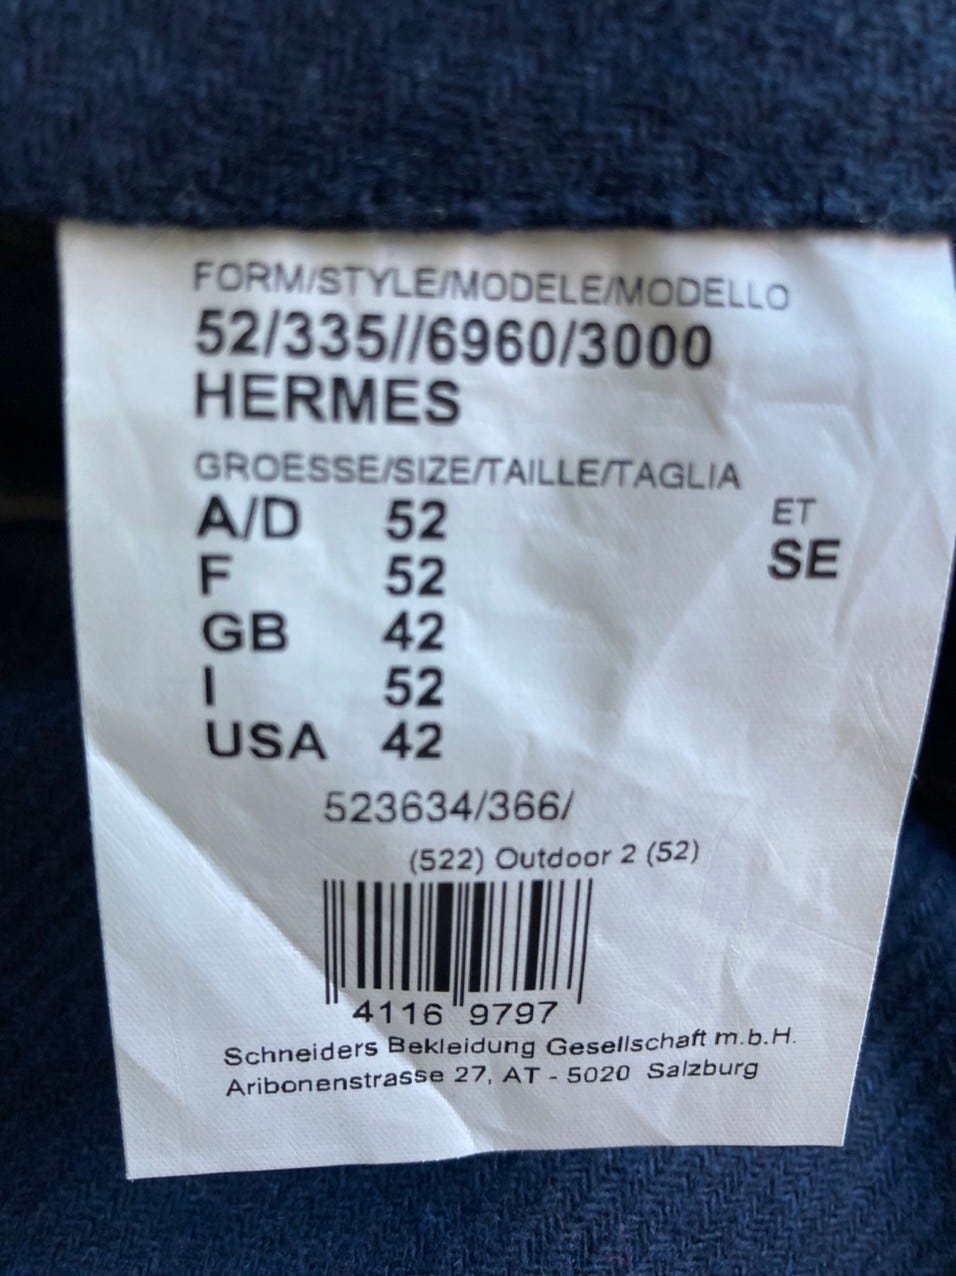 FORM/STYLE/MODELE/MODELLO
52/335//6960/3000
HERMES
GROESSE/SIZE/TAILLE/TAGLIA
A/D 52 ET
F 52 SE
GB 42
I 52
USA 42
523634/366/
(522) Outdoor 2 (52)
4116 9797
Schneiders Bekleidung Gesellschaft m.b.H.
Aribonenstrasse 27, AT - 5020 Salzburg